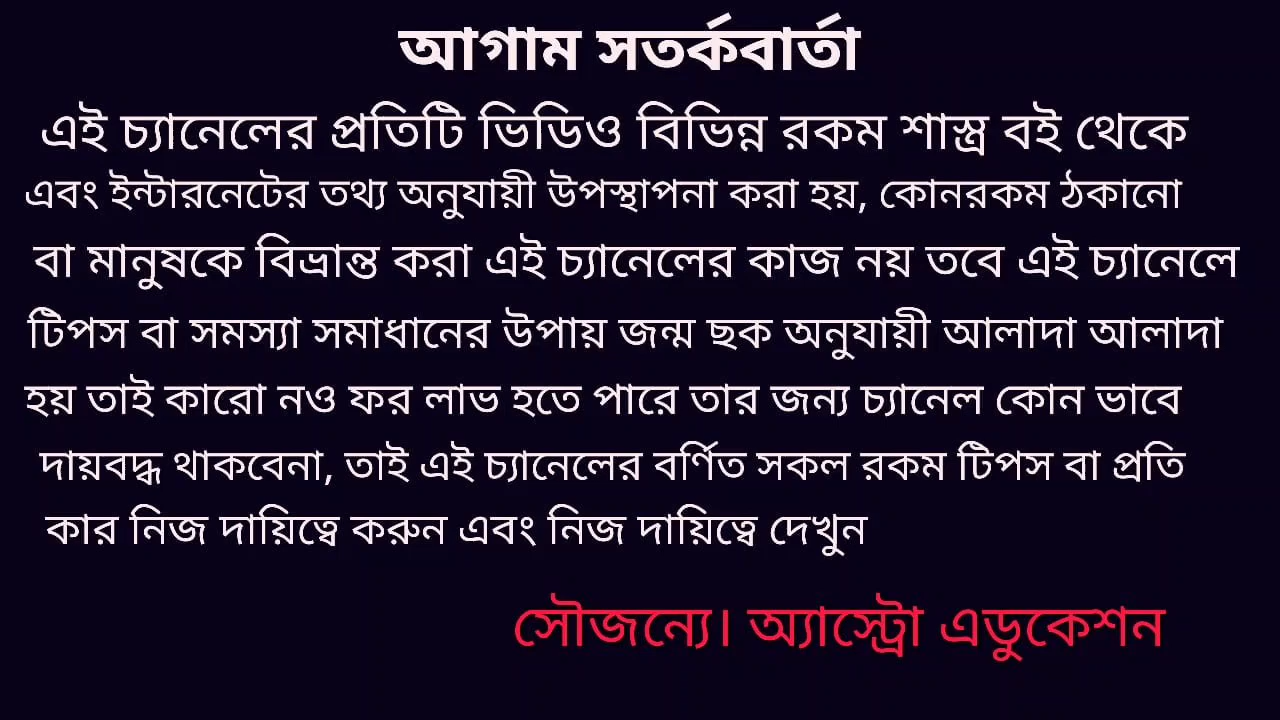 আগাম সতর্কবার্তা
এই চ্যানেলের প্রতিটি ভিডিও বিভিন্ন রকম শাস্ত্র বই থেকে
এবং ইন্টারনেটের তথ্য অনুযায়ী উপস্থাপনা করা হয়, কোনরকম ঠকানো
বা মানুষকে বিভ্রান্ত করা এই চ্যানেলের কাজ নয় তবে এই চ্যানেলে
টিপস বা সমস্যা সমাধানের উপায় জন্ম ছক অনুযায়ী আলাদা আলাদা
হয় তাই কারো নও ফর লাভ হতে পারে তার জন্য চ্যানেল কোন ভাবে
দায়বদ্ধ থাকবেনা, তাই এই চ্যানেলের বর্ণিত সকল রকম টিপস বা প্রতি
কার নিজ দায়িত্বে করুন এবং নিজ দায়িত্বে দেখুন
সৌজন্যে। অ্যাস্ট্রো এডুকেশন